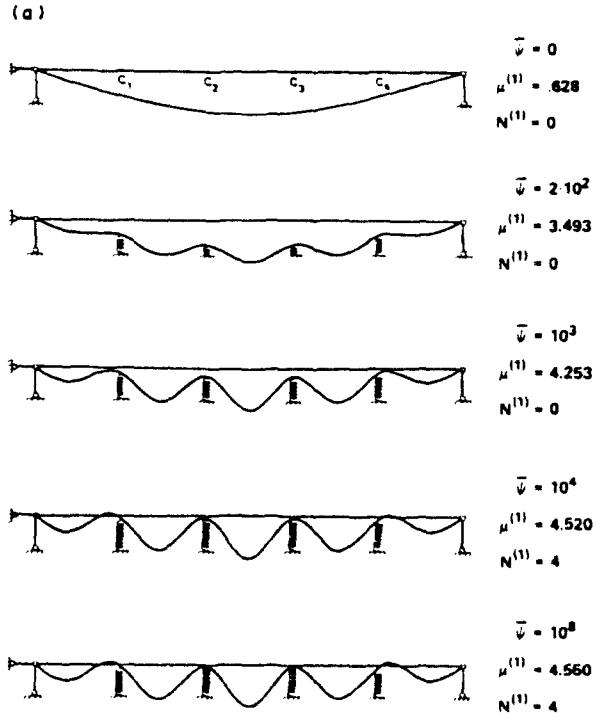 (a)
ψ̄ = 0
C₁ C₂ C₃ C₄
μ⁽¹⁾ = .628
N⁽¹⁾ = 0
ψ̄ = 2·10²
μ⁽¹⁾ = 3.493
N⁽¹⁾ = 0
ψ̄ = 10³
μ⁽¹⁾ = 4.253
N⁽¹⁾ = 0
ψ̄ = 10⁴
μ⁽¹⁾ = 4.520
N⁽¹⁾ = 4
ψ̄ = 10⁸
μ⁽¹⁾ = 4.560
N⁽¹⁾ = 4